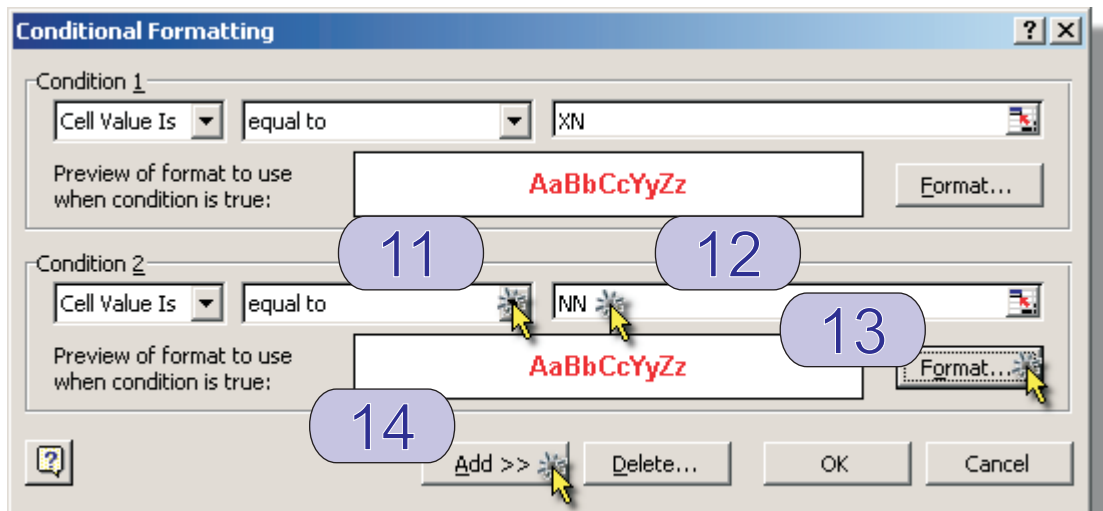 Conditional Formatting
Condition 1
Cell Value Is equal to XN
Preview of format to use
when condition is true:
AaBbCcYyZz
Format...
11 12
Condition 2
Cell Value Is equal to NN
13
Preview of format to use
when condition is true:
AaBbCcYyZz
Format...
14
Add >> Delete... OK Cancel